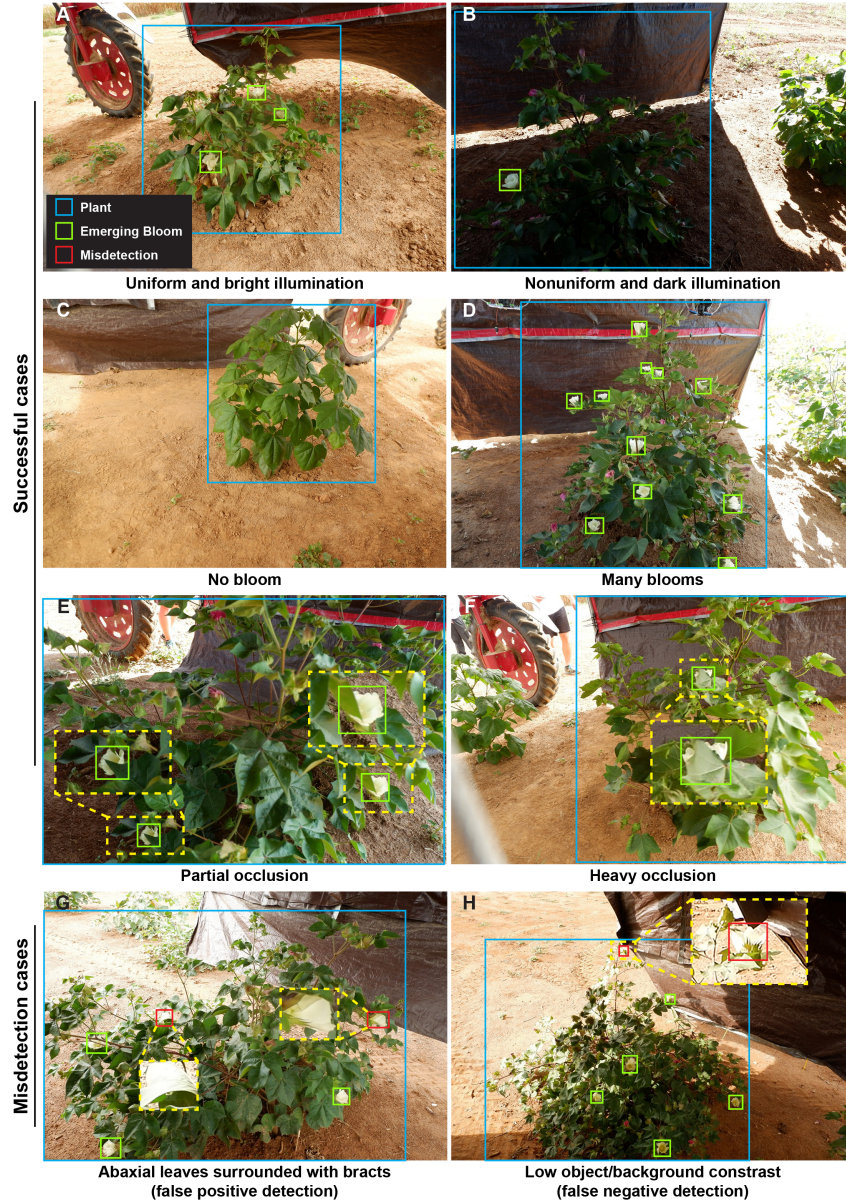 A
B
Plant
Emerging Bloom
Misdetection
Uniform and bright illumination
Nonuniform and dark illumination
C
D
No bloom
Many blooms
Successful cases
E
F
Partial occlusion
Heavy occlusion
G
H
Misdetection cases
Abaxial leaves surrounded with bracts
(false positive detection)
Low object/background constrast
(false negative detection)